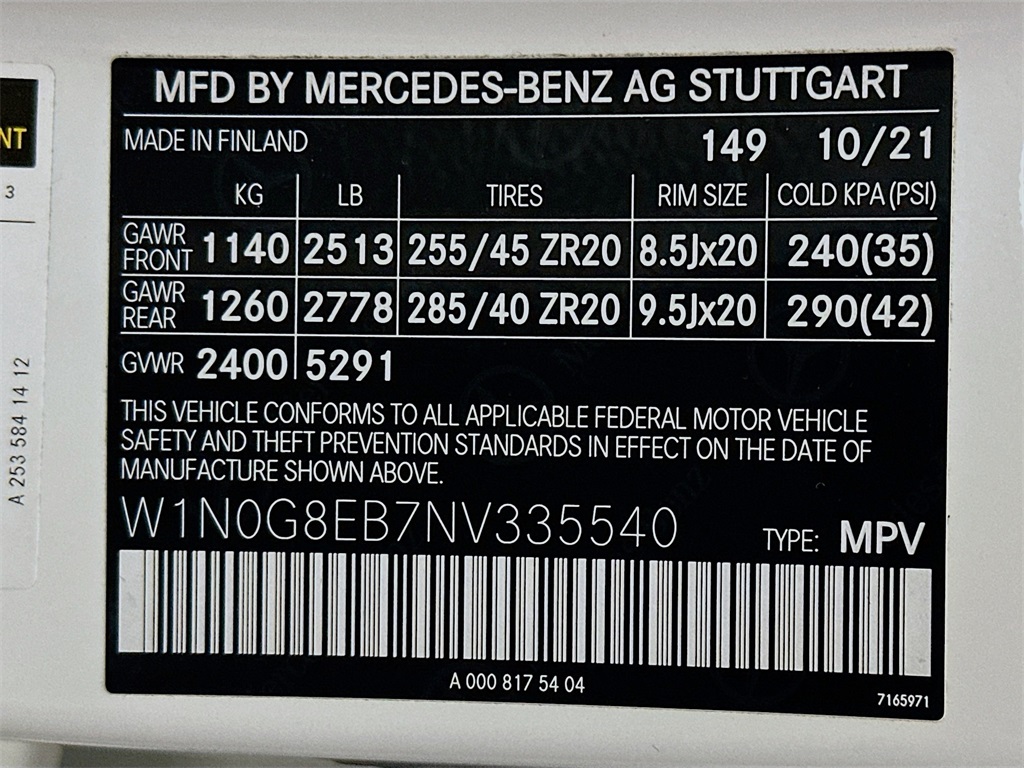 MFD BY MERCEDES-BENZ AG STUTTGART
MADE IN FINLAND 149 10/21
KG LB TIRES RIM SIZE COLD KPA (PSI)
GAWR FRONT 1140 2513 255/45 ZR20 8.5Jx20 240(35)
GAWR REAR 1260 2778 285/40 ZR20 9.5Jx20 290(42)
GVWR 2400 5291
THIS VEHICLE CONFORMS TO ALL APPLICABLE FEDERAL MOTOR VEHICLE
SAFETY AND THEFT PREVENTION STANDARDS IN EFFECT ON THE DATE OF
MANUFACTURE SHOWN ABOVE.
W1N0G8EB7NV335540 TYPE: MPV
A 000 817 54 04
7165971
NT
3
A 253 584 14 12